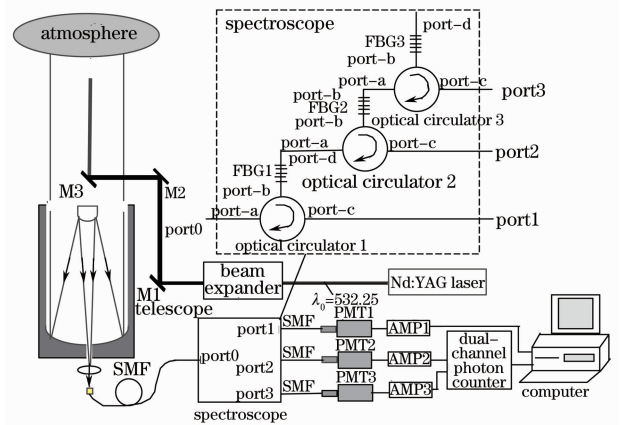 spectroscope
port-d
atmosphere
FBG3
port-b
port-a
port-c
port3
port-b
FBG2
port-b
optical circulator 3
port-a
port-d
port-c
port2
FBG1
M3
M2
optical circulator 2
port-b
port0
port-a
port-c
port1
optical circulator 1
beam
expander
Nd:YAG laser
M1
telescope
λ0=532.25
PMT1
port1
SMF
AMP1
port0
port2
SMF
PMT2
AMP2
dual-
channel
photon
counter
SMF
port3
SMF
PMT3
AMP3
computer
spectroscope